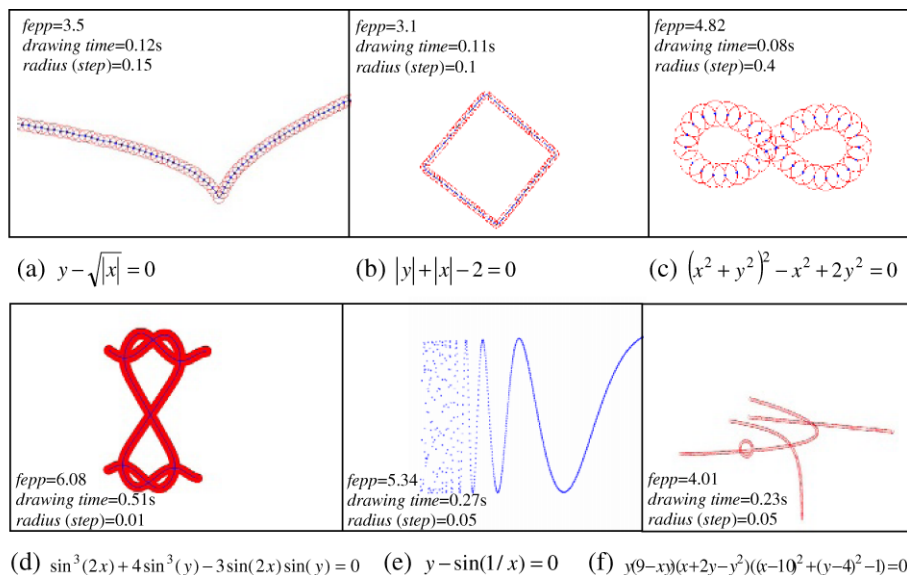 fepp=3.5
drawing time=0.12s
radius (step)=0.15
fepp=3.1
drawing time=0.11s
radius (step)=0.1
fepp=4.82
drawing time=0.08s
radius (step)=0.4
(a) y − √|x| = 0
(b) |y| + |x| − 2 = 0
(c) (x² + y²)² − x² + 2y² = 0
fepp=6.08
drawing time=0.51s
radius (step)=0.01
fepp=5.34
drawing time=0.27s
radius (step)=0.05
fepp=4.01
drawing time=0.23s
radius (step)=0.05
(d) sin³(2x) + 4sin³(y) − 3sin(2x)sin(y) = 0
(e) y − sin(1/x) = 0
(f) y(9−xy)(x+2y−y²)((x−10)²+(y−4)²−1)=0